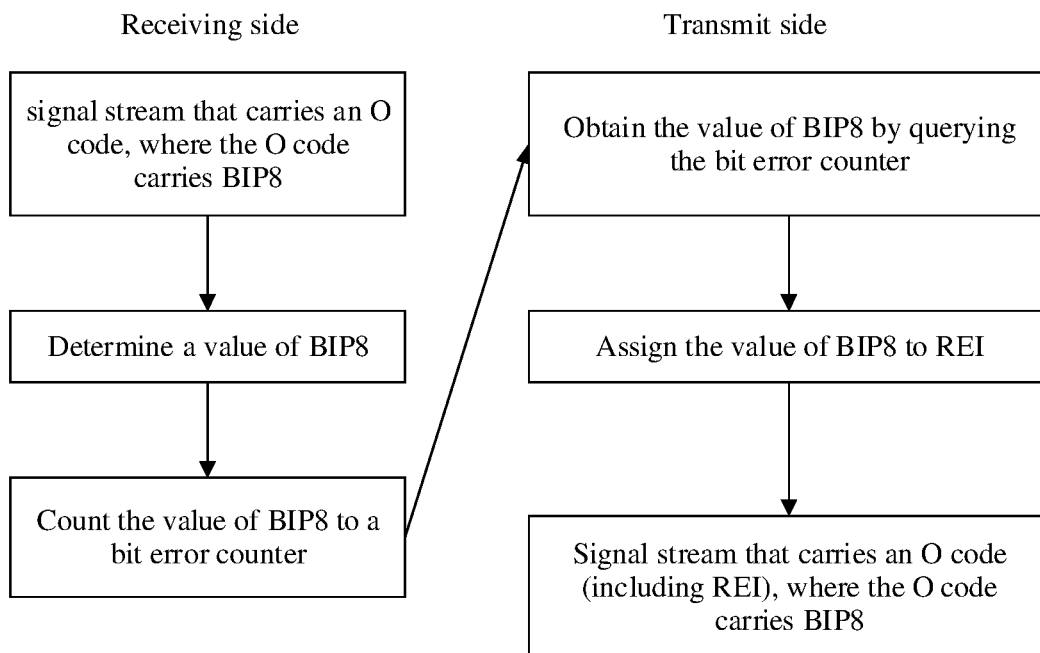 Receiving side
signal stream that carries an O
code, where the O code
carries BIP8
Determine a value of BIP8
Count the value of BIP8 to a
bit error counter
Transmit side
Obtain the value of BIP8 by querying
the bit error counter
Assign the value of BIP8 to REI
Signal stream that carries an O code
(including REI), where the O code
carries BIP8